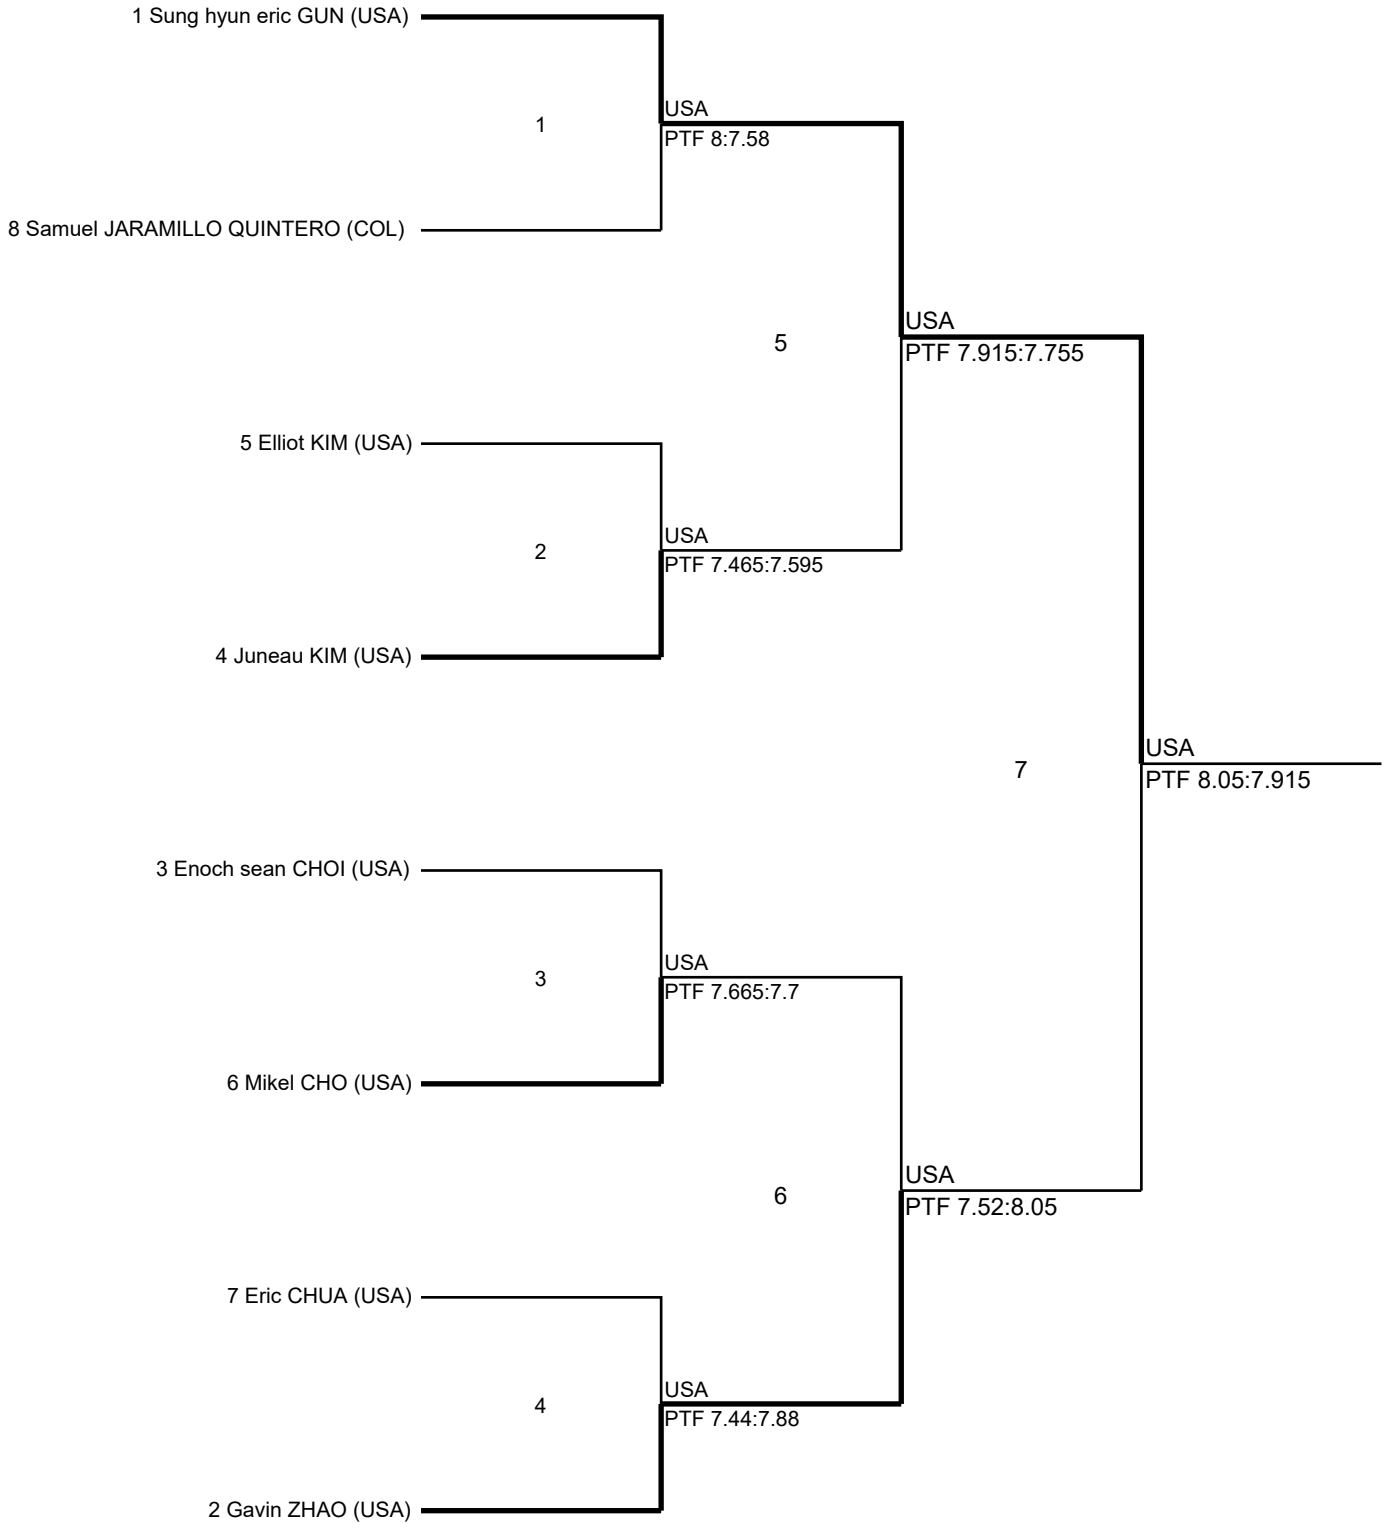 1 Sung hyun eric GUN (USA)
USA
1
PTF 8:7.58
8 Samuel JARAMILLO QUINTERO (COL)
USA
5
PTF 7.915:7.755
5 Elliot KIM (USA)
USA
2
PTF 7.465:7.595
4 Juneau KIM (USA)
USA
7
PTF 8.05:7.915
3 Enoch sean CHOI (USA)
USA
3
PTF 7.665:7.7
6 Mikel CHO (USA)
USA
6
PTF 7.52:8.05
7 Eric CHUA (USA)
USA
4
PTF 7.44:7.88
2 Gavin ZHAO (USA)